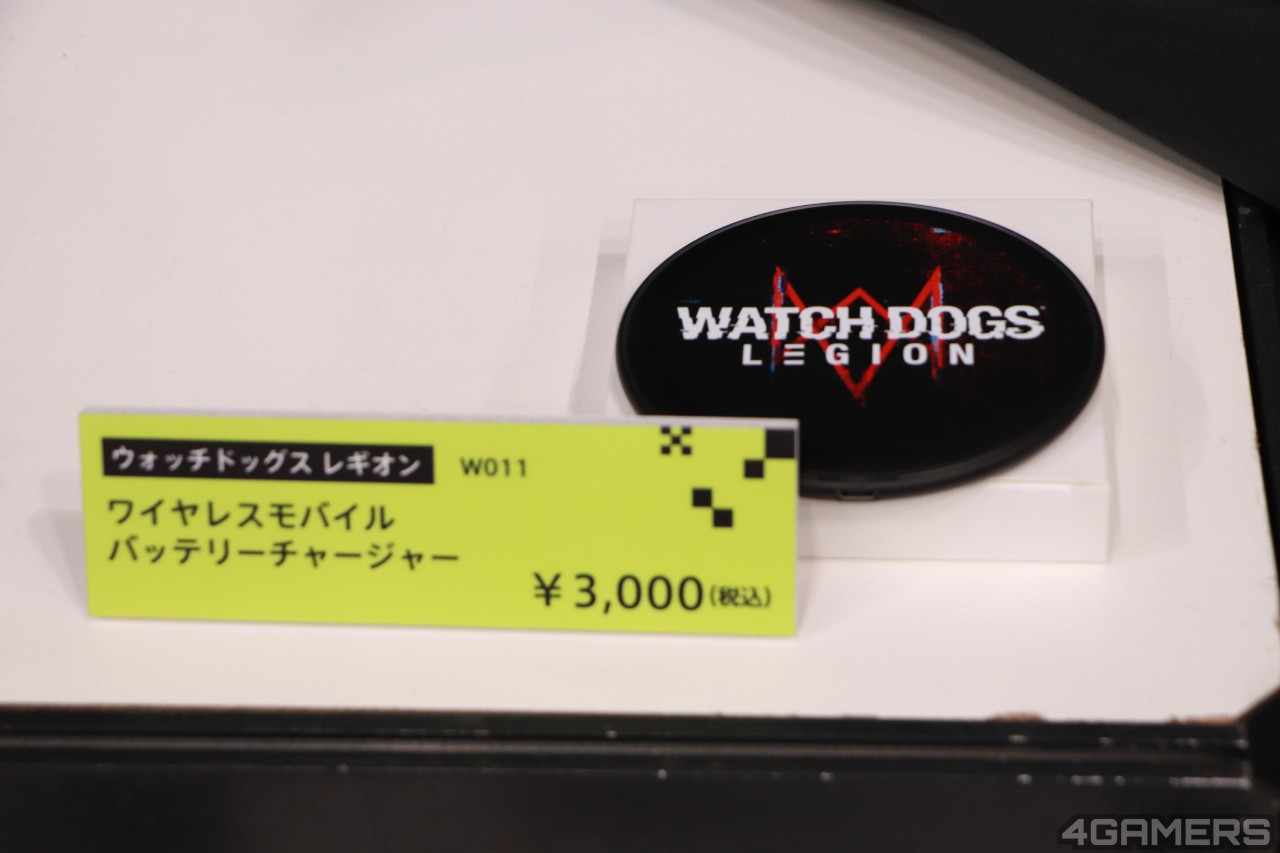 WATCH DOGS
LEGION
ウォッチドッグス レギオン W011
ワイヤレスモバイル
バッテリーチャージャー
¥3,000(税込)
4GAMERS